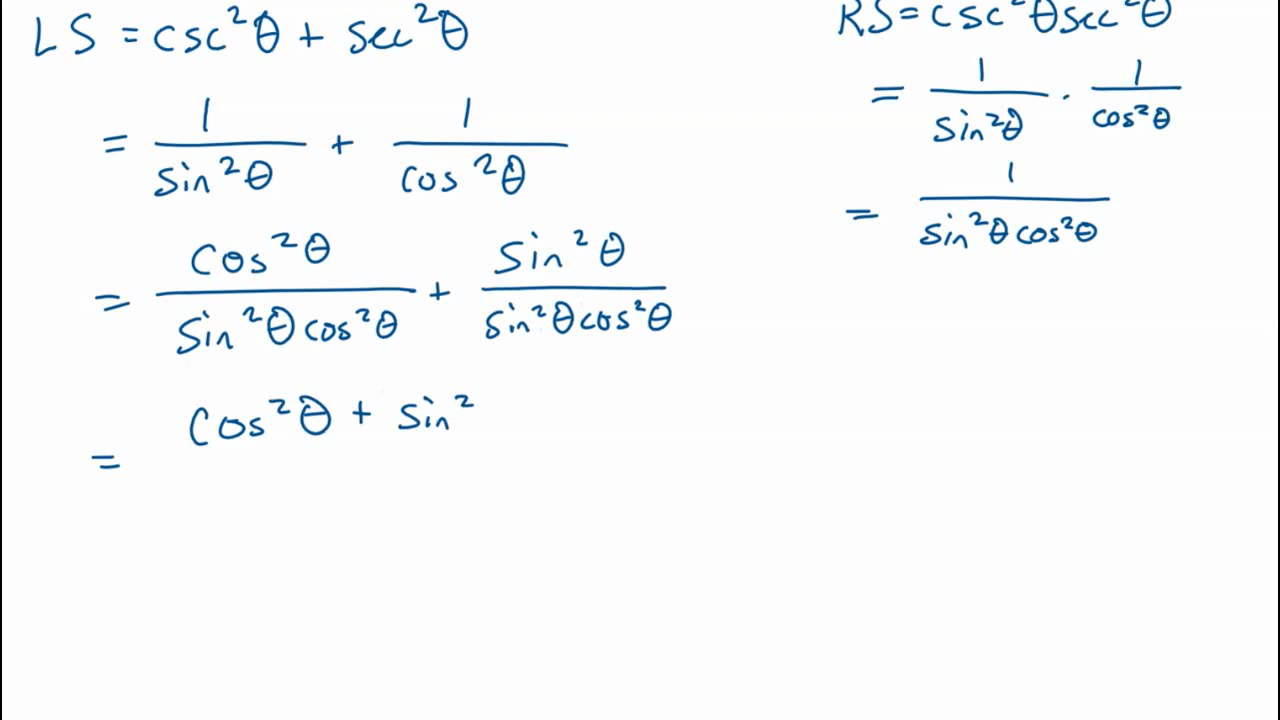 LS = csc²θ + sec²θ
= 1/sin²θ + 1/cos²θ
= cos²θ/sin²θcos²θ + sin²θ/sin²θcos²θ
= cos²θ + sin²
RS = csc²θsec²θ
= 1/sin²θ · 1/cos²θ
= 1/sin²θcos²θ